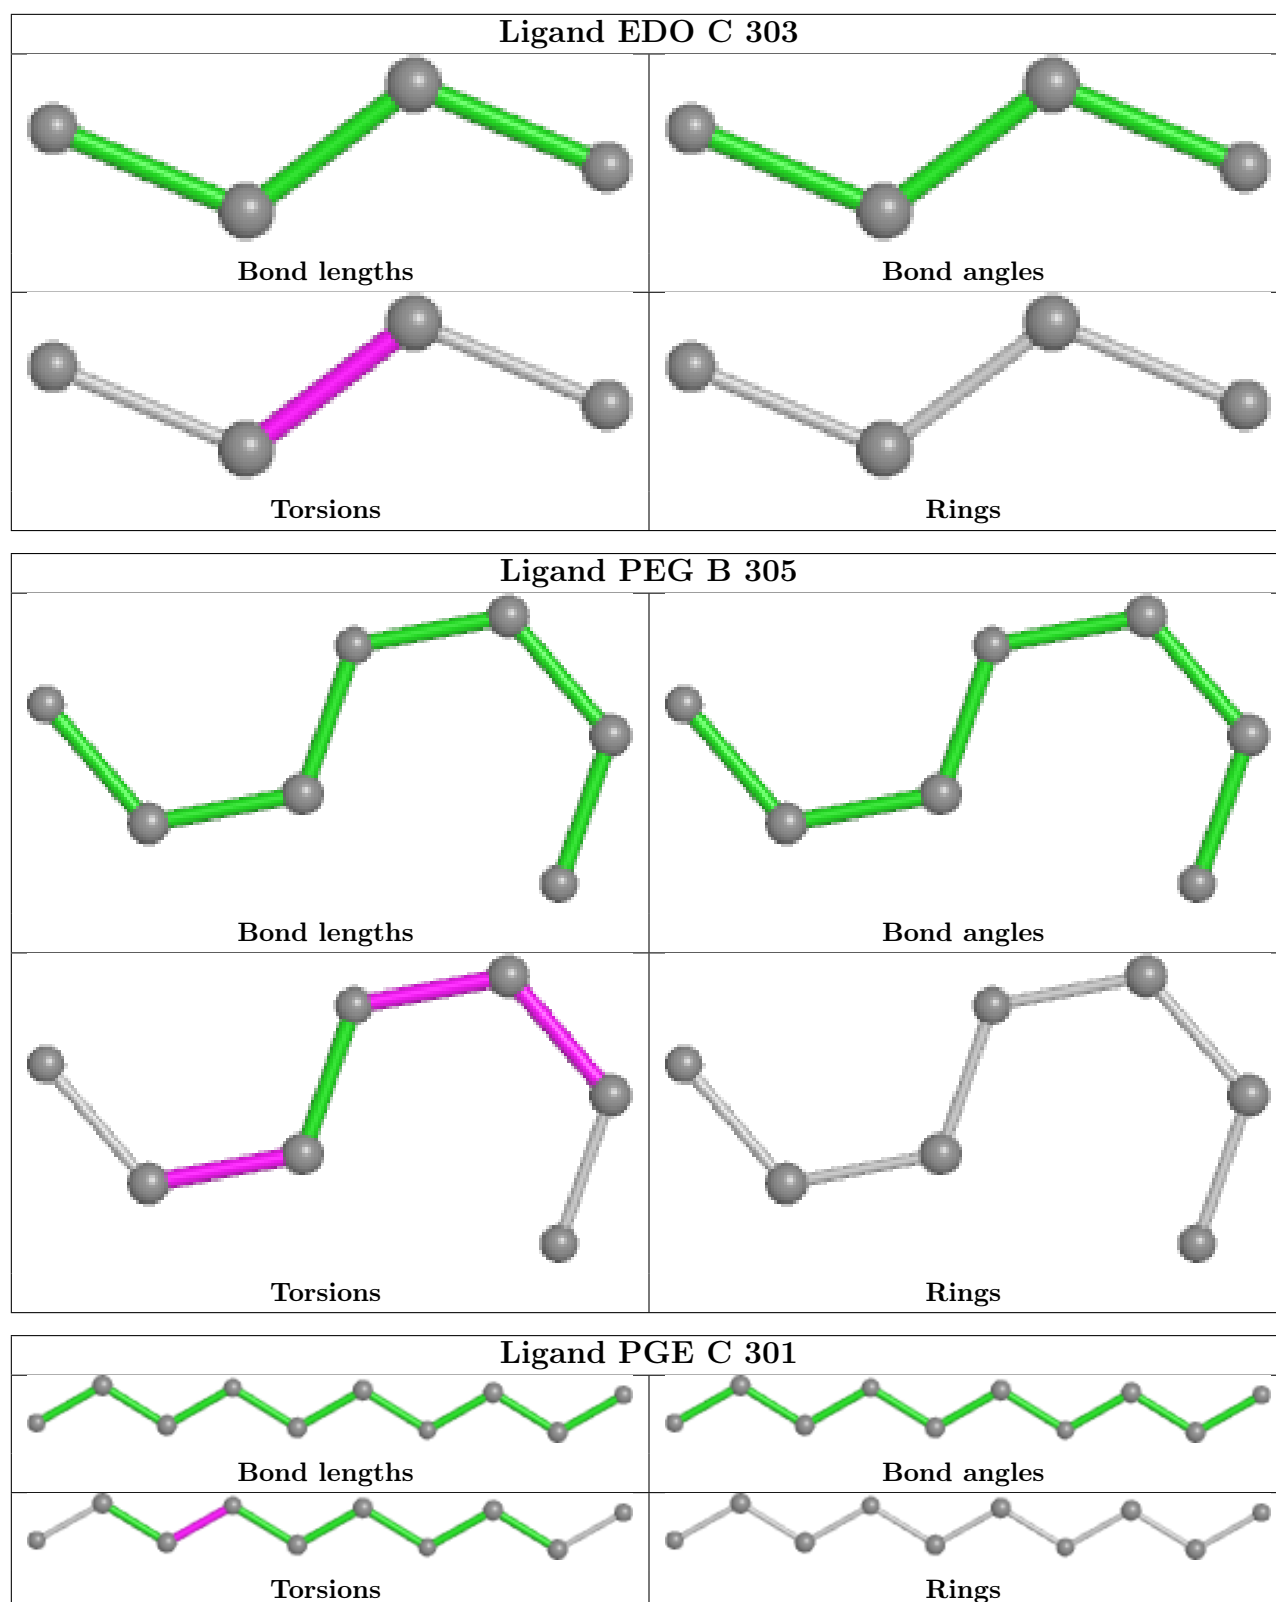 Ligand EDO C 303
Bond lengths
Bond angles
Torsions
Rings
Ligand PEG B 305
Bond lengths
Bond angles
Torsions
Rings
Ligand PGE C 301
Bond lengths
Bond angles
Torsions
Rings